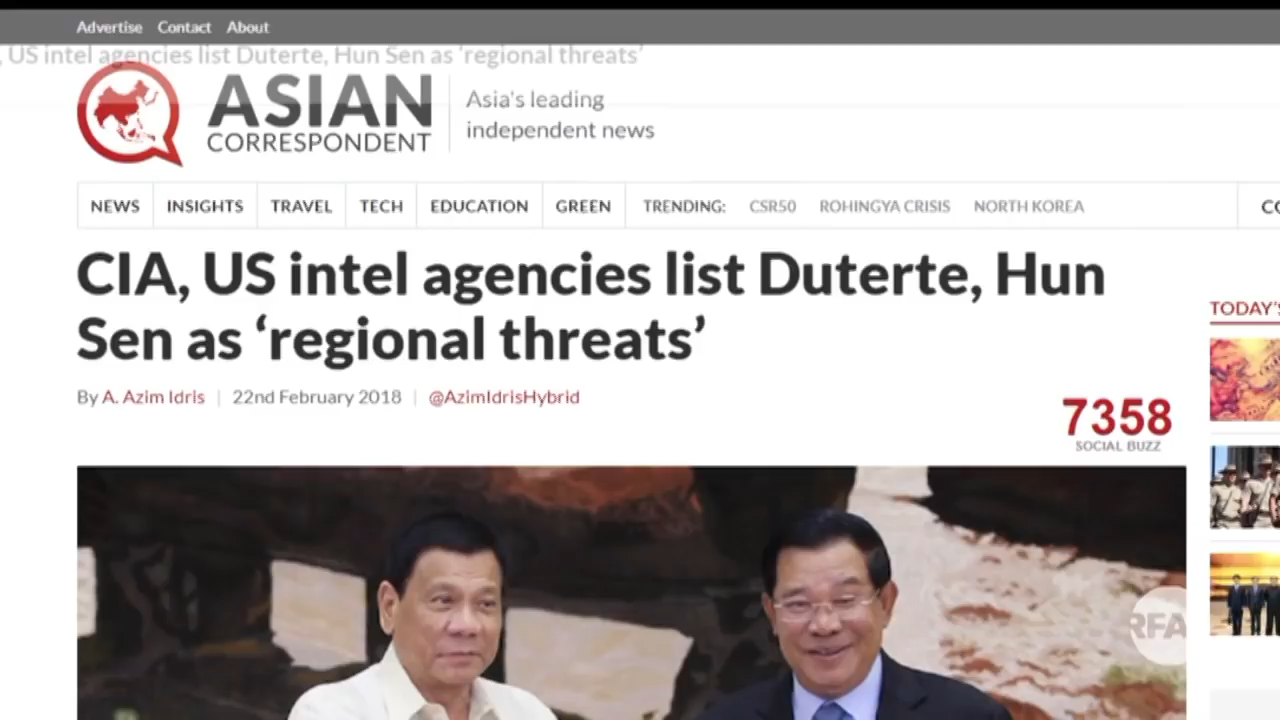 Advertise Contact About
, US intel agencies list Duterte, Hun Sen as 'regional threats'
ASIAN
CORRESPONDENT
Asia's leading
independent news
NEWS INSIGHTS TRAVEL TECH EDUCATION GREEN TRENDING: CSR50 ROHINGYA CRISIS NORTH KOREA CO
CIA, US intel agencies list Duterte, Hun
Sen as ‘regional threats’
TODAY'S
By A. Azim Idris | 22nd February 2018 | @AzimIdrisHybrid
7358
SOCIAL BUZZ
RFA